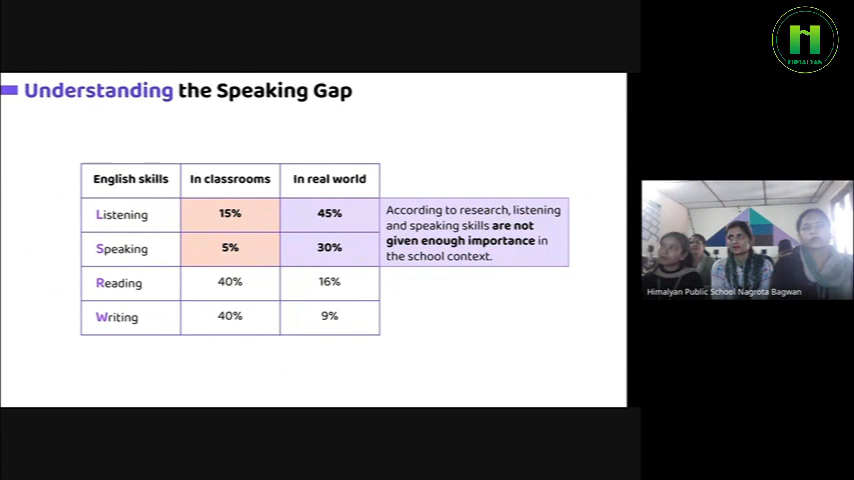 HIMALYAN
Understanding the Speaking Gap
English skills In classrooms In real world
Listening 15% 45%
Speaking 5% 30%
Reading 40% 16%
Writing 40% 9%
According to research, listening
and speaking skills are not
given enough importance in
the school context.
Himalyan Public School Nagrota Bagwan